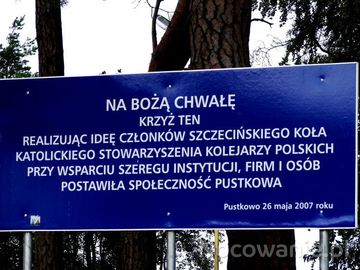 NA BOŻĄ CHWAŁĘ
KRZYŻ TEN
REALIZUJĄC IDEĘ CZŁONKÓW SZCZECIŃSKIEGO KOŁA
KATOLICKIEGO STOWARZYSZENIA KOLEJARZY POLSKICH
PRZY WSPARCIU SZEREGU INSTYTUCJI, FIRM I OSÓB
POSTAWIŁA SPOŁECZNOŚĆ PUSTKOWA
Pustkowo 26 maja 2007 roku